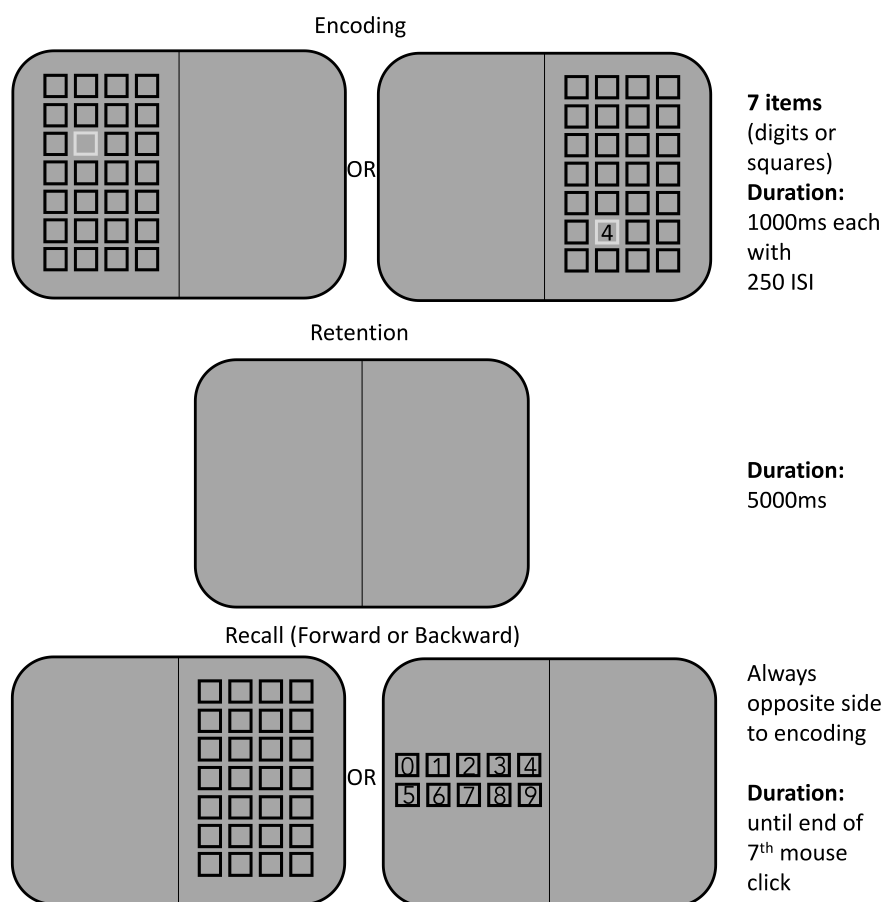 Encoding
OR
4
7 items
(digits or
squares)
Duration:
1000ms each
with
250 ISI
Retention
Duration:
5000ms
Recall (Forward or Backward)
OR
0 1 2 3 4
5 6 7 8 9
Always
opposite side
to encoding
Duration:
until end of
7th mouse
click